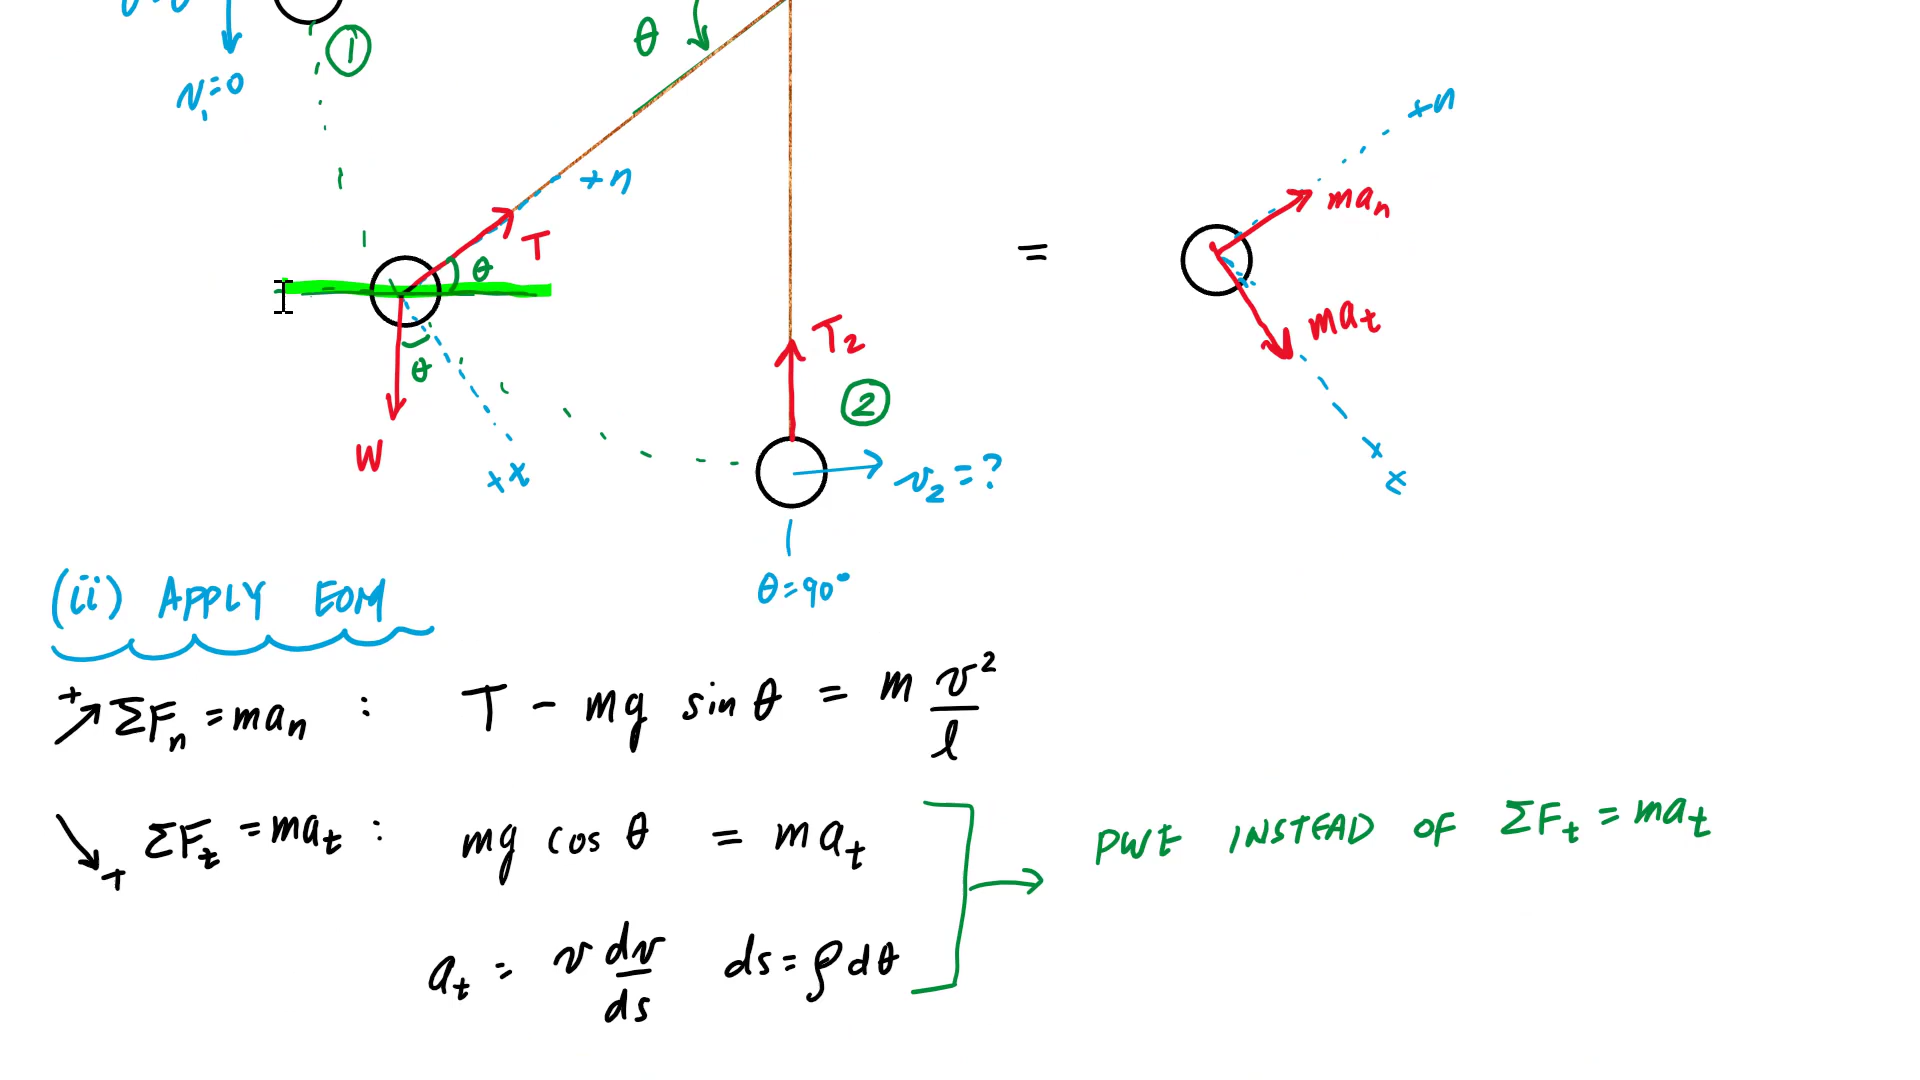 ①
v₁=0
θ
+n
T
θ
θ
W
+t
T₂
②
v₂=?
θ=90°
=
+n
maₙ
maₜ
+t
(ii) APPLY EOM
+↗ ΣFₙ = maₙ : T - mg sin θ = m v²/l
↘+ ΣFₜ = maₜ : mg cos θ = maₜ
PWE INSTEAD OF ΣFₜ = maₜ
aₜ = v dv/ds ds = ρdθ